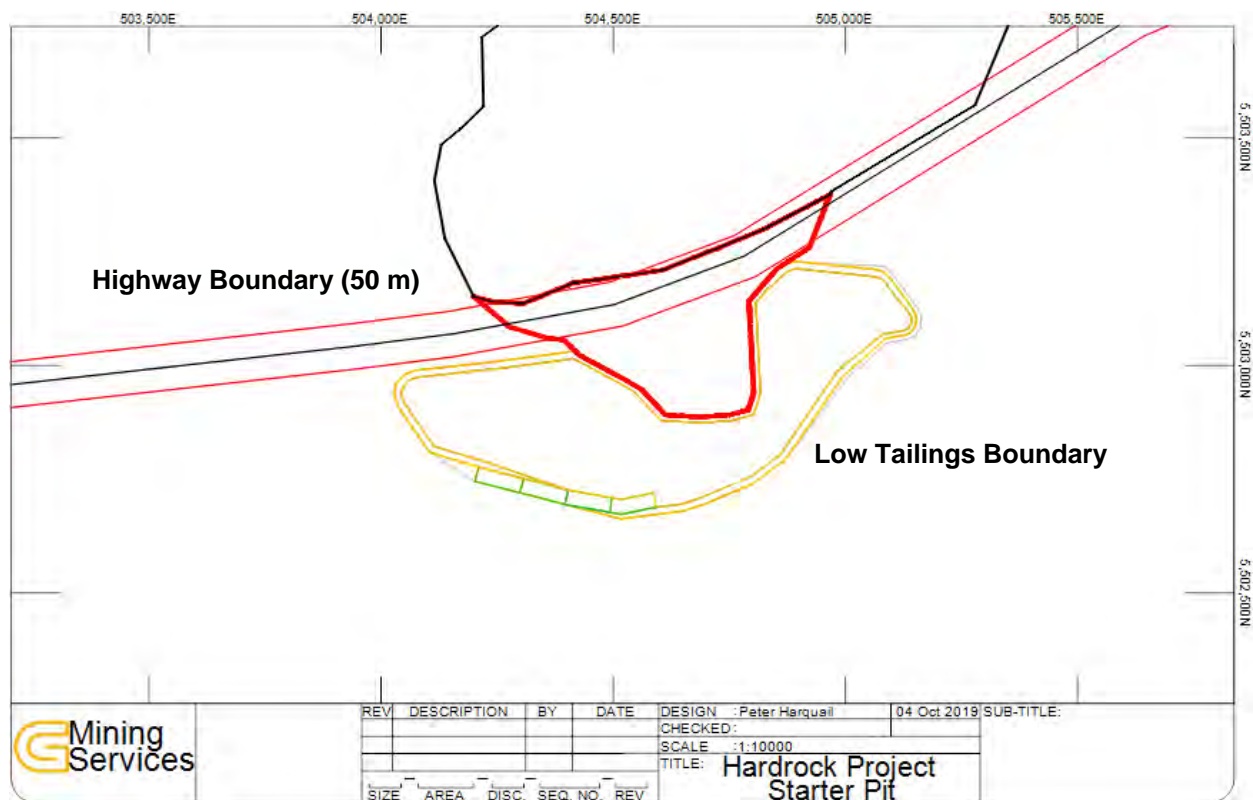 503,500E 504,000E 504,500E 505,000E 505,500E
5,503,500N
Highway Boundary (50 m)
5,503,000N
Low Tailings Boundary
5,502,500N
Mining
Services
REV DESCRIPTION BY DATE
DESIGN : Peter Harquail 04 Oct 2019 SUB-TITLE:
CHECKED :
SCALE :1:10000
TITLE: Hardrock Project
Starter Pit
SIZE – AREA – DISC. – SEQ. NO. – REV